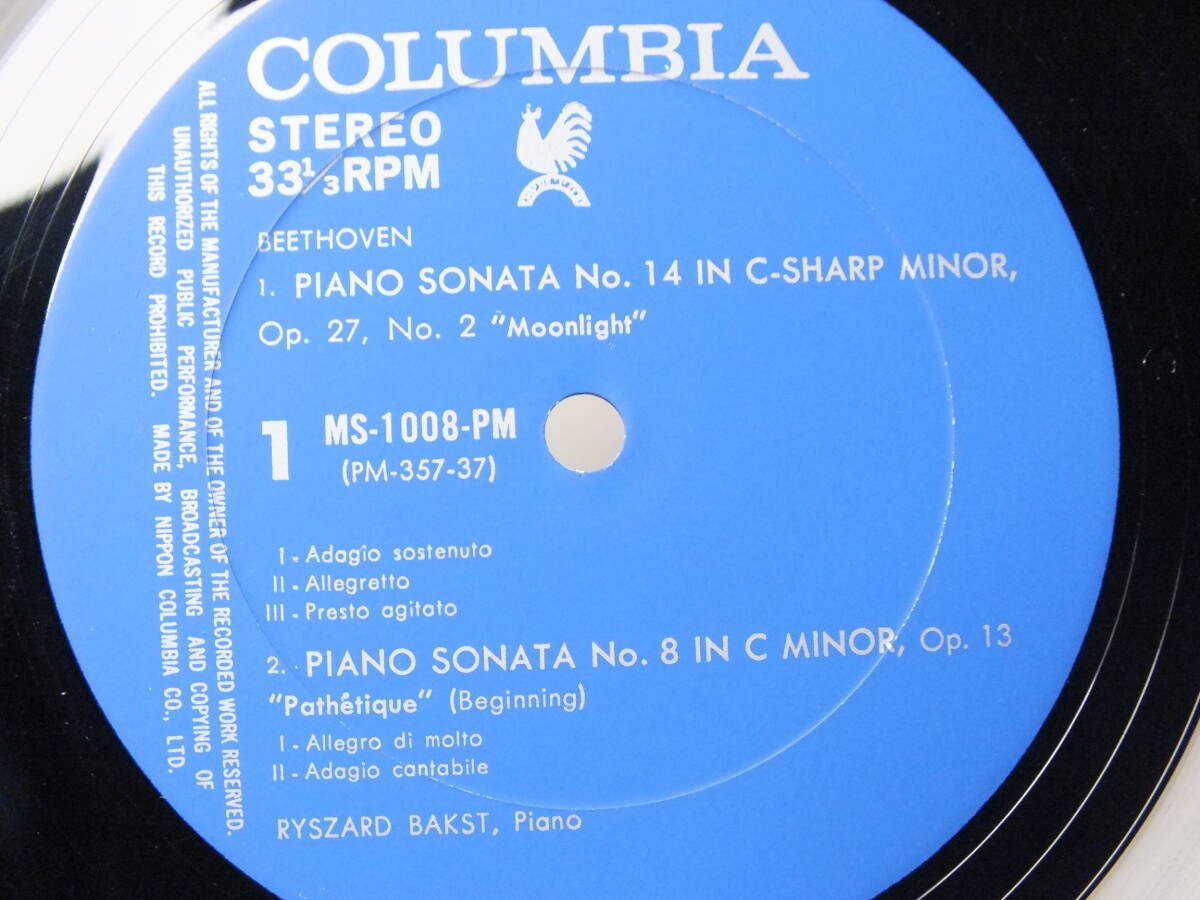 COLUMBIA
STEREO
33 1/3 RPM
BEETHOVEN
1. PIANO SONATA No. 14 IN C-SHARP MINOR,
Op. 27, No. 2 "Moonlight"
1
MS-1008-PM
(PM-357-37)
I - Adagio sostenuto
II - Allegretto
III - Presto agitato
2. PIANO SONATA No. 8 IN C MINOR, Op. 13
"Pathétique" (Beginning)
I - Allegro di molto
II - Adagio cantabile
RYSZARD BAKST, Piano
ALL RIGHTS OF THE MANUFACTURER AND OF THE OWNER OF THE RECORDED WORK RESERVED.
UNAUTHORIZED PUBLIC PERFORMANCE, BROADCASTING AND COPYING OF
THIS RECORD PROHIBITED. MADE BY NIPPON COLUMBIA CO., LTD.